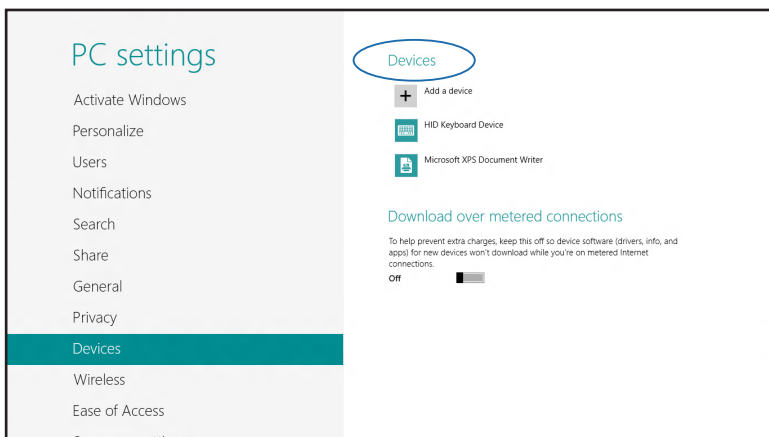 PC settings
Activate Windows
Personalize
Users
Notifications
Search
Share
General
Privacy
Devices
Wireless
Ease of Access
Devices
Add a device
HID Keyboard Device
Microsoft XPS Document Writer
Download over metered connections
To help prevent extra charges, keep this off so device software (drivers, info, and
apps) for new devices won't download while you're on metered Internet
connections.
Off